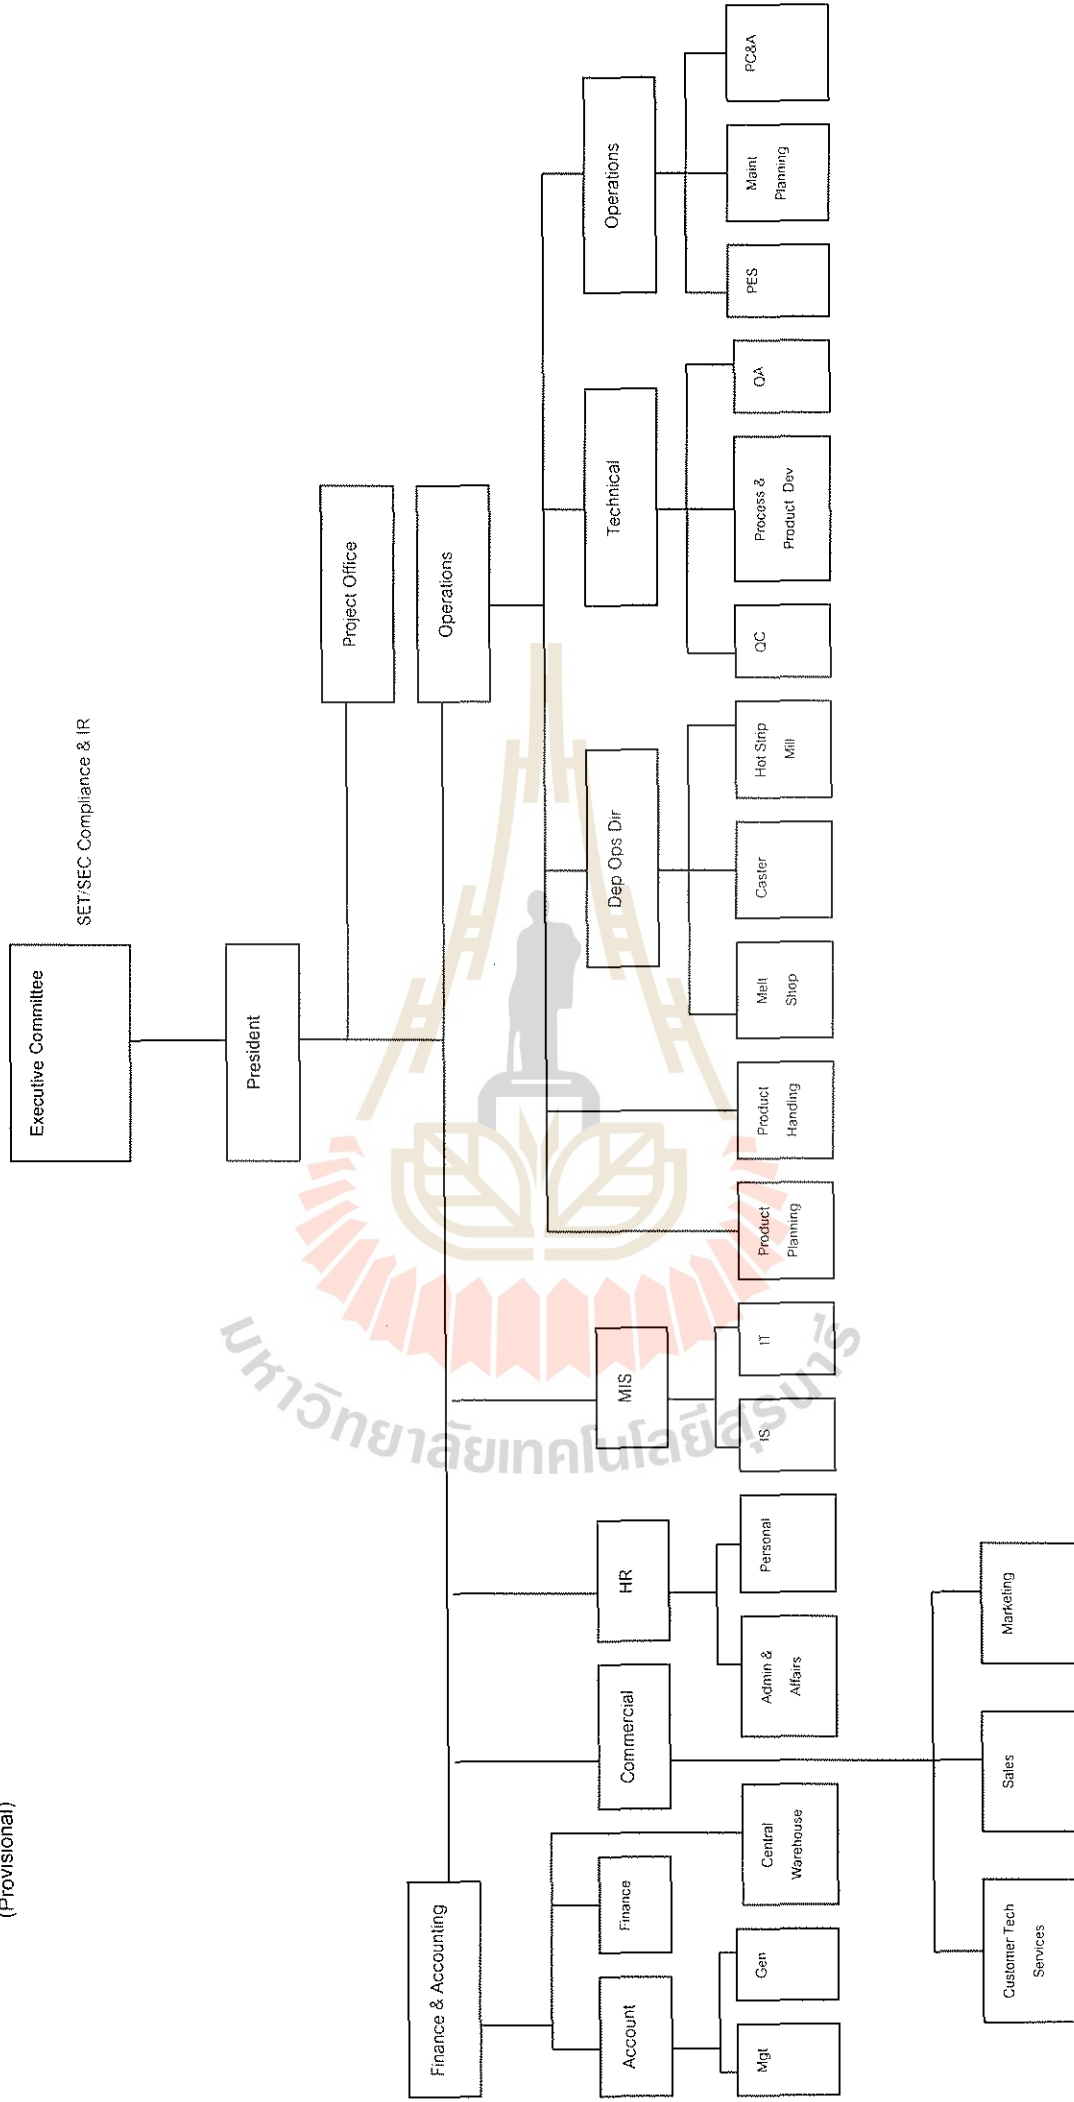 (Provisional)
Executive Committee
SET/SEC Compliance & IR
President
Project Office
Operations
Finance & Accounting
Account
Finance
Commercial
HR
MIS
Dep Ops Dir
Technical
Operations
Mgt
Gen
Central
Warehouse
Admin &
Affairs
Personal
IS
IT
Product
Planning
Product
Handing
Melt
Shop
Caster
Hot Strip
Mill
QC
Process &
Product Dev
QA
PES
Maint
Planning
PC&A
Customer Tech
Services
Sales
Marketing
มหาวิทยาลัยเทคโนโลยีสุรนารี